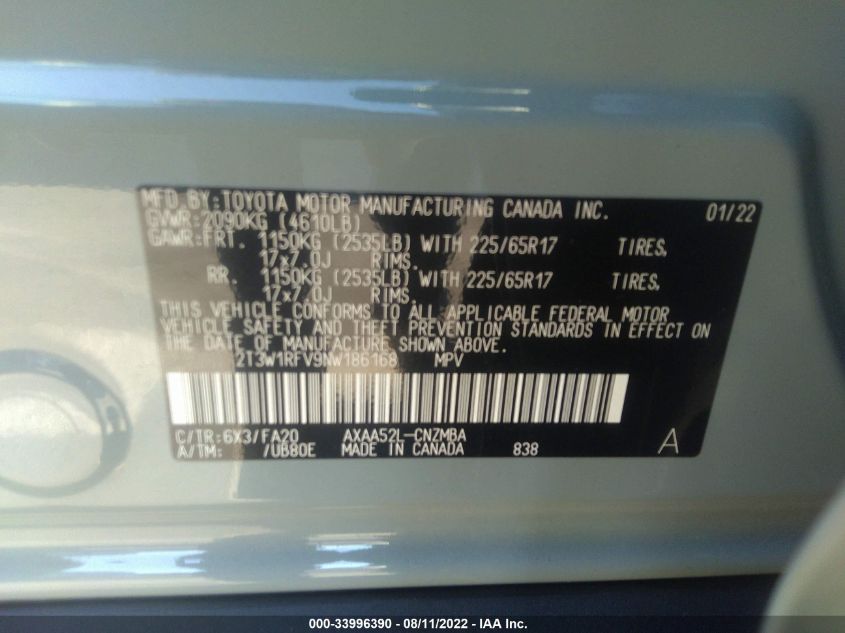 MFD. BY: TOYOTA MOTOR MANUFACTURING CANADA INC. 01/22
GVWR: 2090KG (4610LB)
GAWR: FRT. 1150KG (2535LB) WITH 225/65R17 TIRES,
17x7.0J RIMS.
RR. 1150KG (2535LB) WITH 225/65R17 TIRES,
17x7.0J RIMS.
THIS VEHICLE CONFORMS TO ALL APPLICABLE FEDERAL MOTOR
VEHICLE SAFETY AND THEFT PREVENTION STANDARDS IN EFFECT ON
THE DATE OF MANUFACTURE SHOWN ABOVE.
2T3W1RFV9NW186168 MPV
C/TR: 6X3/FA20 AXAA52L-CNZMBA
A/TM: /UB80E MADE IN CANADA 838 A
000-33996390 - 08/11/2022 - IAA Inc.